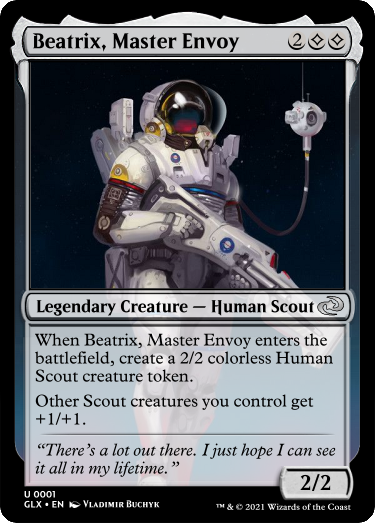 Beatrix, Master Envoy 2
Legendary Creature — Human Scout
When Beatrix, Master Envoy enters the
battlefield, create a 2/2 colorless Human
Scout creature token.
Other Scout creatures you control get
+1/+1.
“There’s a lot out there. I just hope I can see
it all in my lifetime.”
2/2
U 0001
GLX • EN Vladimir Buchyk
™ & © 2021 Wizards of the Coast